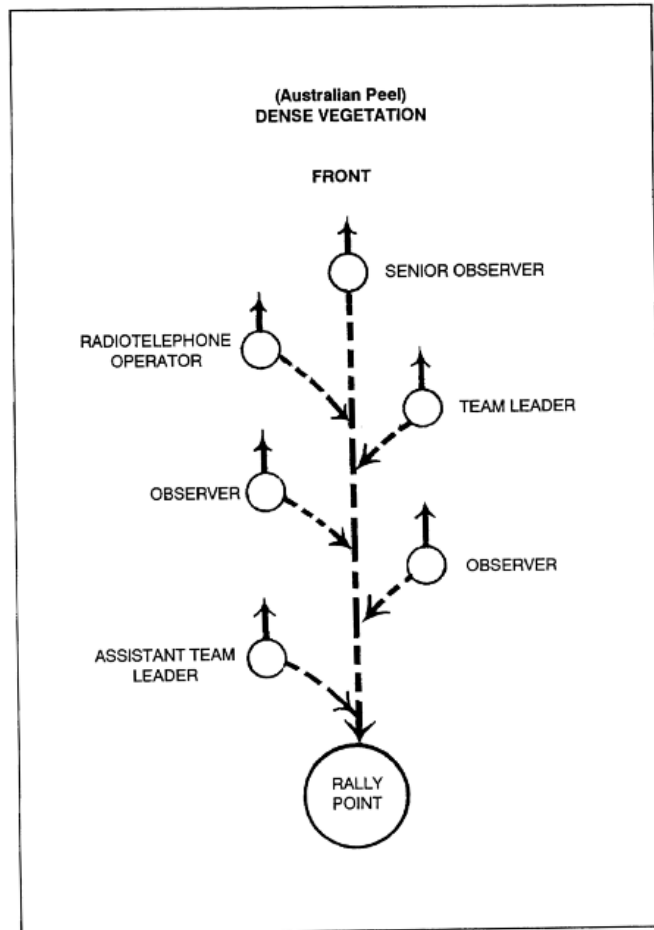 (Australian Peel)
DENSE VEGETATION
FRONT
SENIOR OBSERVER
RADIOTELEPHONE
OPERATOR
TEAM LEADER
OBSERVER
OBSERVER
ASSISTANT TEAM
LEADER
RALLY
POINT